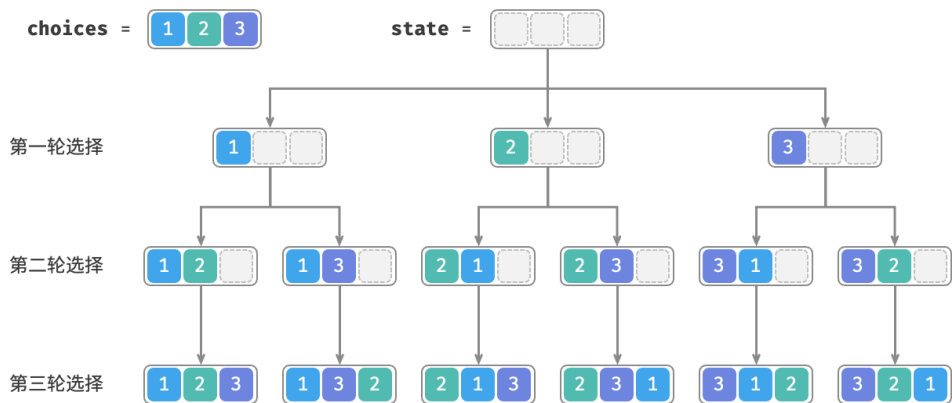 choices = 1 2 3 state =
第一轮选择 1 2 3
第二轮选择 1 2 1 3 2 1 2 3 3 1 3 2
第三轮选择 1 2 3 1 3 2 2 1 3 2 3 1 3 1 2 3 2 1